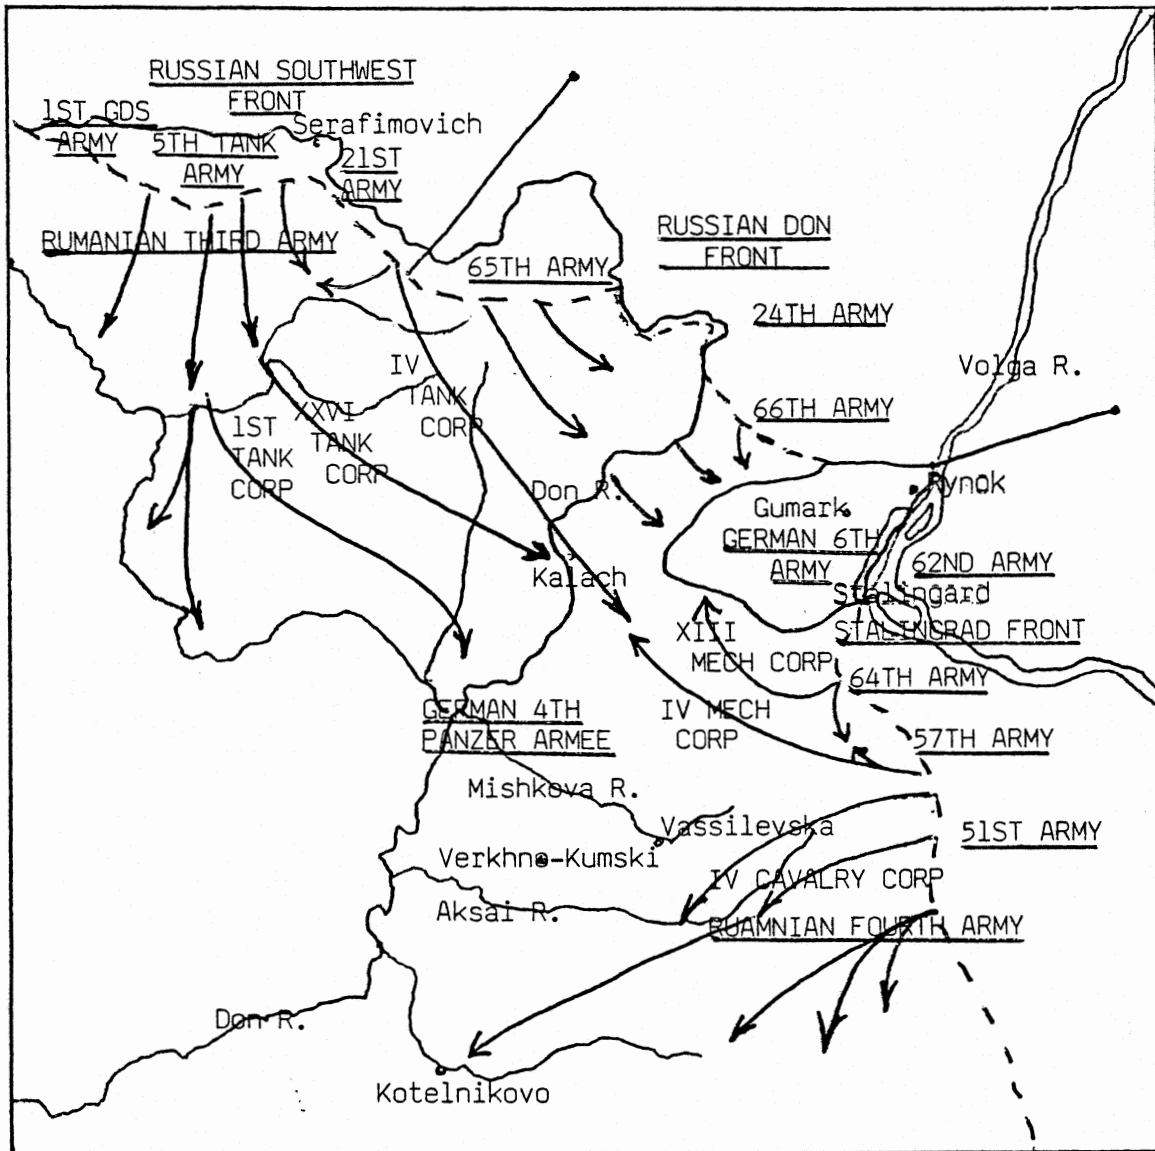 RUSSIAN SOUTHWEST
FRONT
1ST GDS
ARMY
5TH TANK
ARMY
Serafimovich
21ST
ARMY
RUMANIAN THIRD ARMY
65TH ARMY
RUSSIAN DON
FRONT
24TH ARMY
Volga R.
66TH ARMY
IV
TANK
CORP
XXVI
TANK
CORP
1ST
TANK
CORP
Don R.
Rynok
Gumark
GERMAN 6TH
ARMY
62ND ARMY
Kalach
Stalingard
STALINGRAD FRONT
XIII
MECH CORP
64TH ARMY
IV MECH
CORP
GERMAN 4TH
PANZER ARMEE
57TH ARMY
Mishkova R.
Vassilevska
51ST ARMY
Verkhne-Kumski
IV CAVALRY CORP
Aksai R.
RUAMNIAN FOURTH ARMY
Don R.
Kotelnikovo